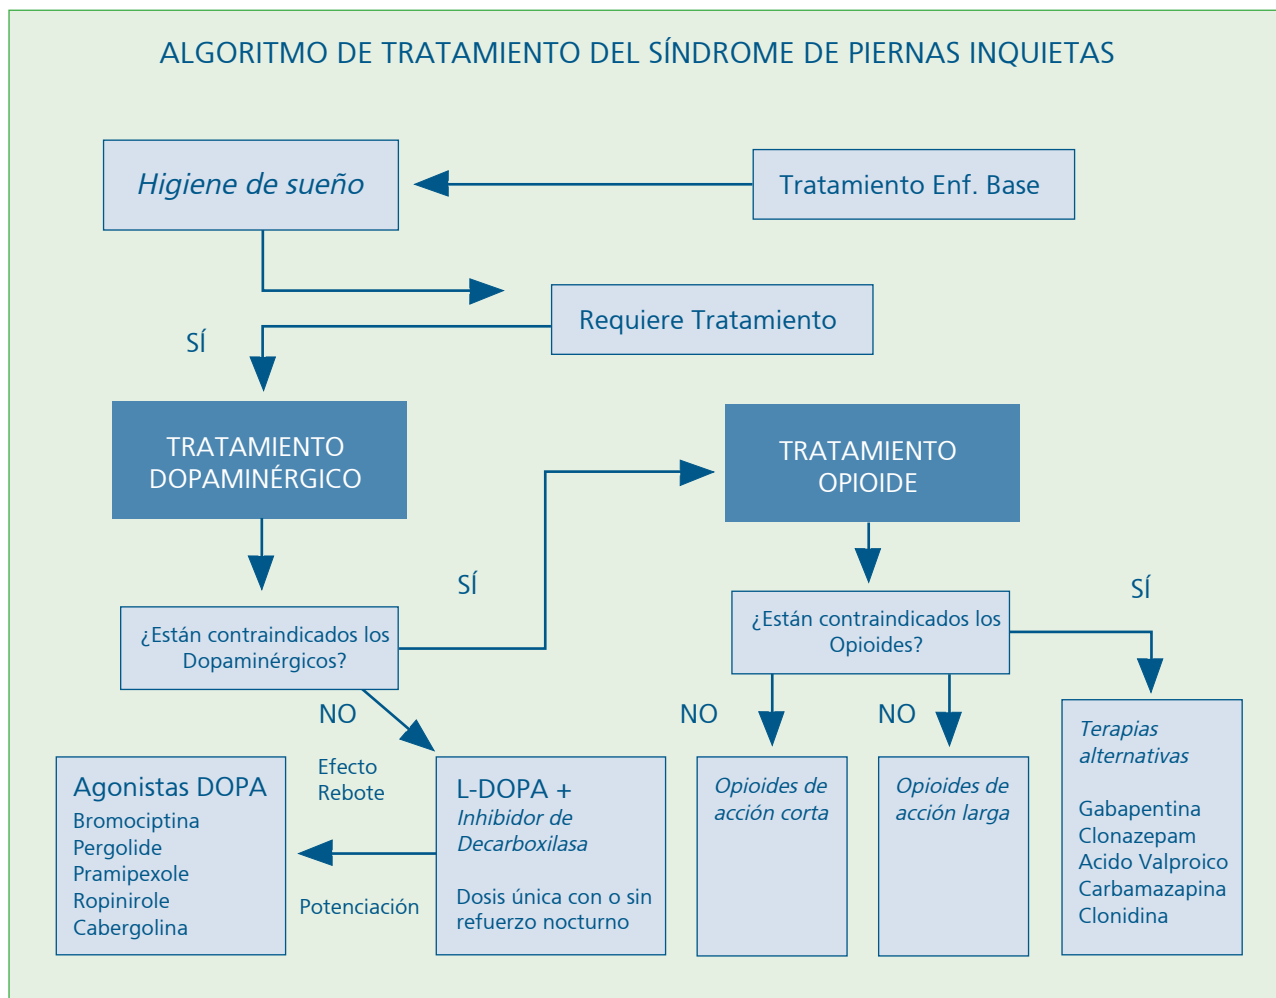 ALGORITMO DE TRATAMIENTO DEL SÍNDROME DE PIERNAS INQUIETAS
Higiene de sueño
Tratamiento Enf. Base
Requiere Tratamiento
SÍ
TRATAMIENTO
DOPAMINÉRGICO
TRATAMIENTO
OPIOIDE
SÍ
¿Están contraindicados los
Dopaminérgicos?
¿Están contraindicados los
Opioides?
SÍ
NO
Efecto
Rebote
Potenciación
Agonistas DOPA
Bromociptina
Pergolide
Pramipexole
Ropinirole
Cabergolina
L-DOPA +
Inhibidor de
Decarboxilasa
Dosis única con o sin
refuerzo nocturno
NO
NO
Opioides de
acción corta
Opioides de
acción larga
Terapias
alternativas
Gabapentina
Clonazepam
Acido Valproico
Carbamazapina
Clonidina